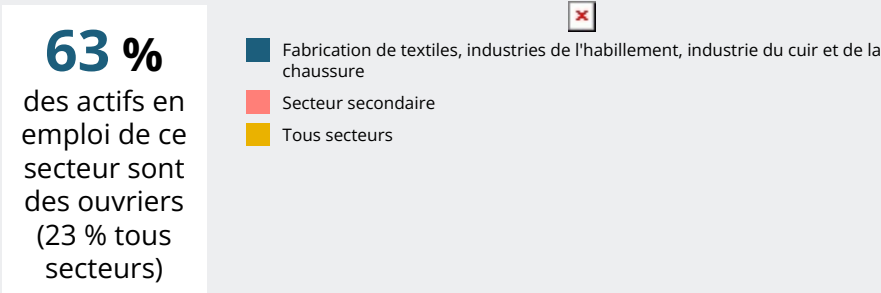 63 %
des actifs en
emploi de ce
secteur sont
des ouvriers
(23 % tous
secteurs)
Fabrication de textiles, industries de l'habillement, industrie du cuir et de la
chaussure
Secteur secondaire
Tous secteurs